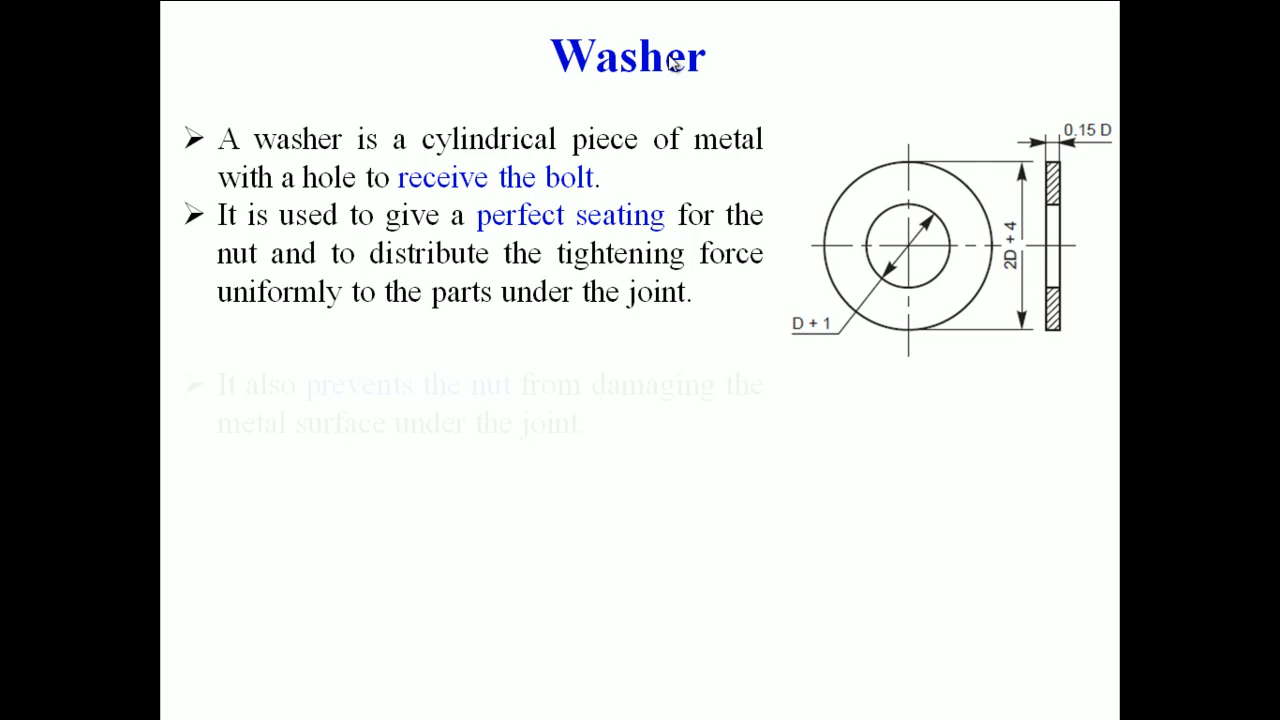 Washer
➢ A washer is a cylindrical piece of metal
with a hole to receive the bolt.
➢ It is used to give a perfect seating for the
nut and to distribute the tightening force
uniformly to the parts under the joint.
➢ It also prevents the nut from damaging the
metal surface under the joint.
0.15 D
2D + 4
D + 1